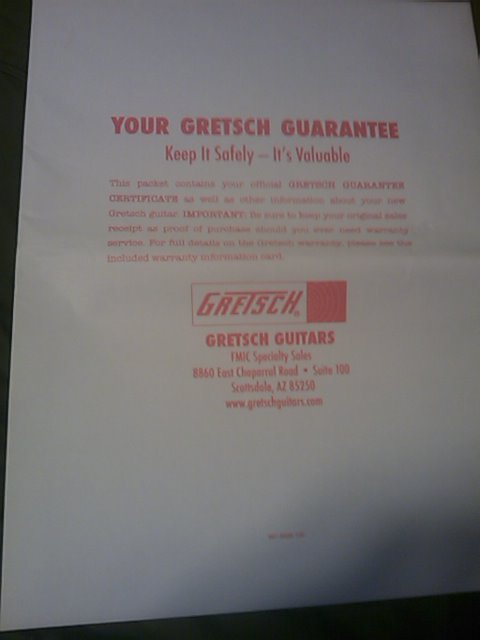 YOUR GRETSCH GUARANTEE
Keep It Safely – It's Valuable
This packet contains your official GRETSCH GUARANTEE
CERTIFICATE as well as other information about your new
Gretsch guitar. IMPORTANT: Be sure to keep your original sales
receipt as proof of purchase should you ever need warranty
service. For full details on the Gretsch warranty, please see the
included warranty information card.
GRETSCH®
GRETSCH GUITARS
FMIC Specialty Sales
8860 East Chaparral Road • Suite 100
Scottsdale, AZ 85250
www.gretschguitars.com